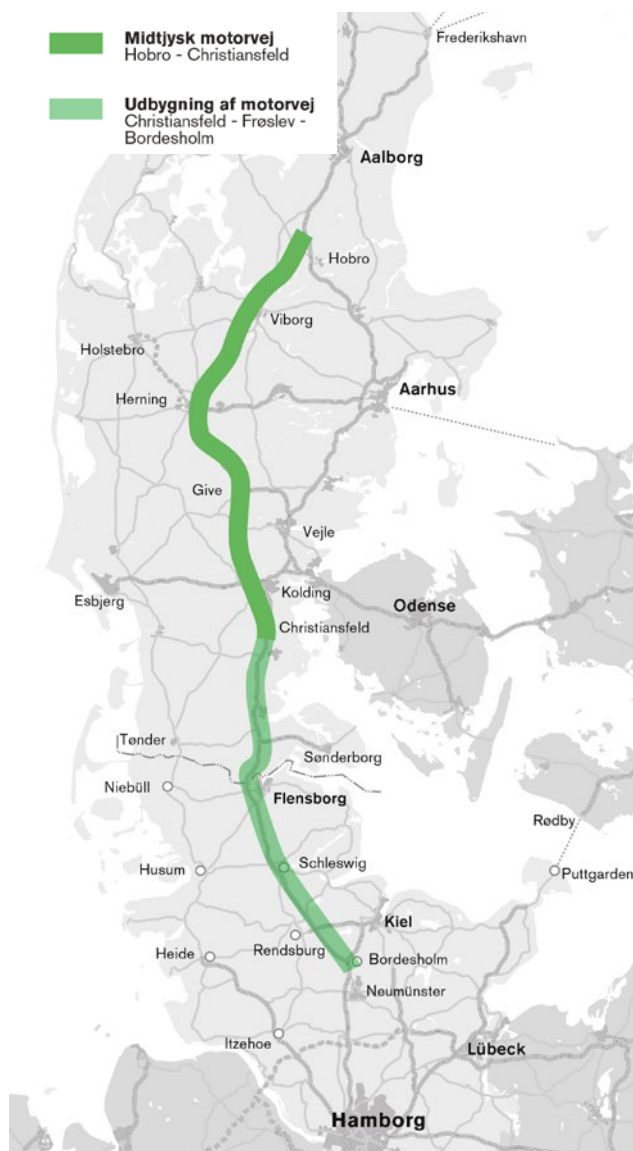 Midtjysk motorvej
Hobro - Christiansfeld
Udbygning af motorvej
Christiansfeld - Frøslev -
Bordesholm
Frederikshavn
Aalborg
Hobro
Viborg
Holstebro
Aarhus
Herning
Give
Vejle
Esbjerg
Kolding
Odense
Christiansfeld
Tønder
Sønderborg
Niebüll
Flensborg
Rødby
Husum
Schleswig
Puttgarden
Kiel
Rendsburg
Heide
Bordesholm
Neumünster
Itzehoe
Lübeck
Hamborg